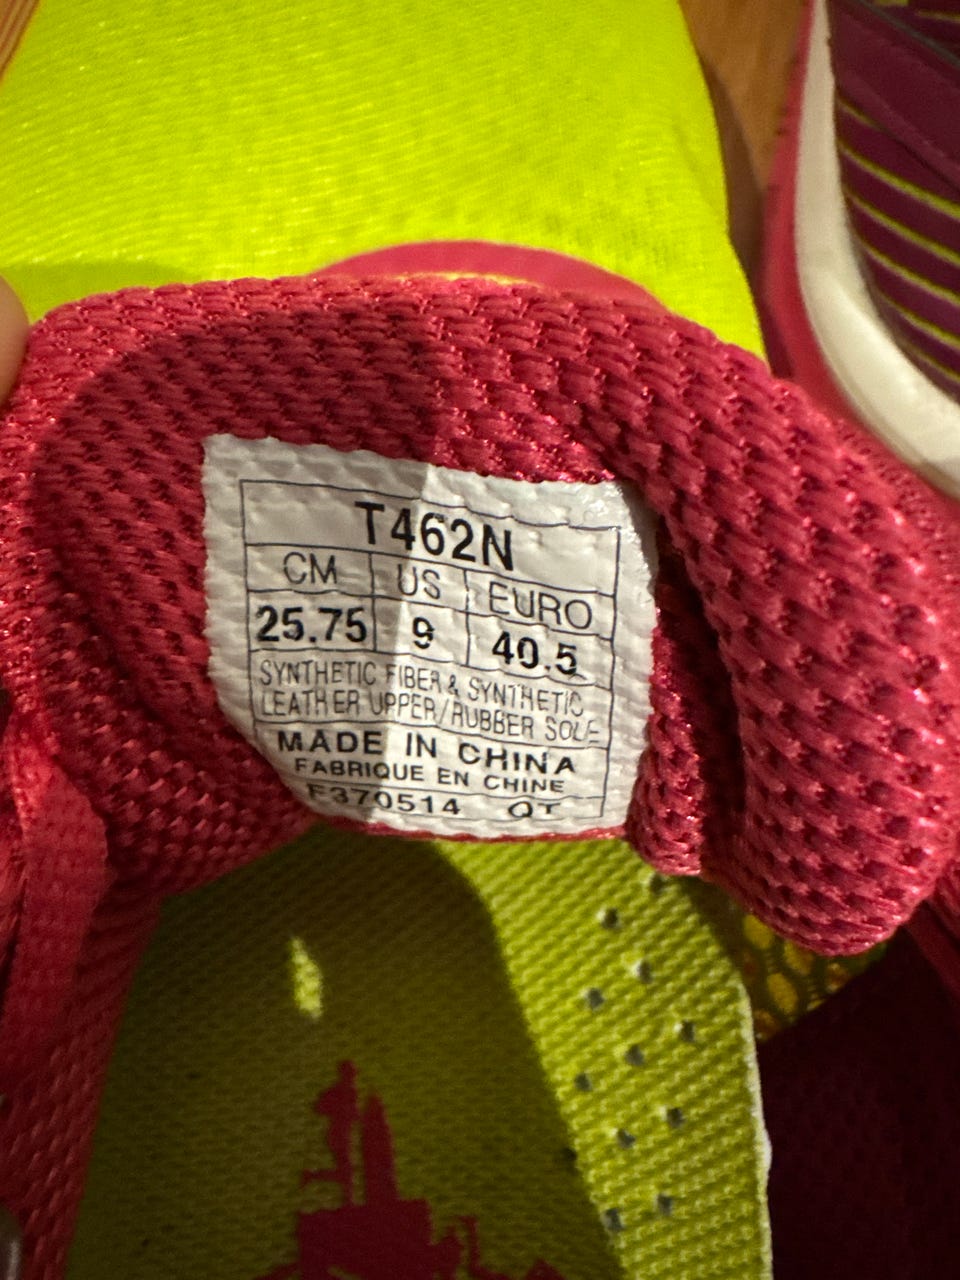 T462N
CM US EURO
25.75 9 40.5
SYNTHETIC FIBER & SYNTHETIC
LEATHER UPPER/RUBBER SOLE
MADE IN CHINA
FABRIQUE EN CHINE
F370514 QT